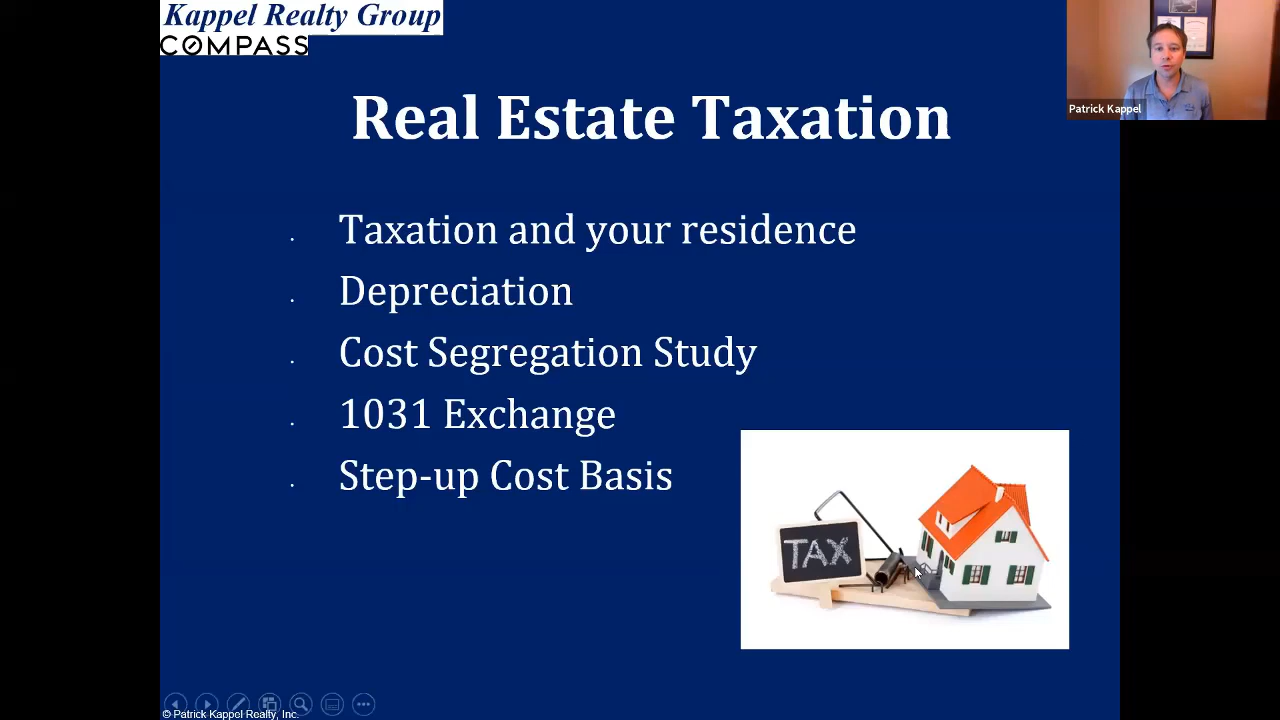 Kappel Realty Group
COMPASS
Patrick Kappel
Real Estate Taxation
Taxation and your residence
Depreciation
Cost Segregation Study
1031 Exchange
Step-up Cost Basis
TAX
© Patrick Kappel Realty, Inc.